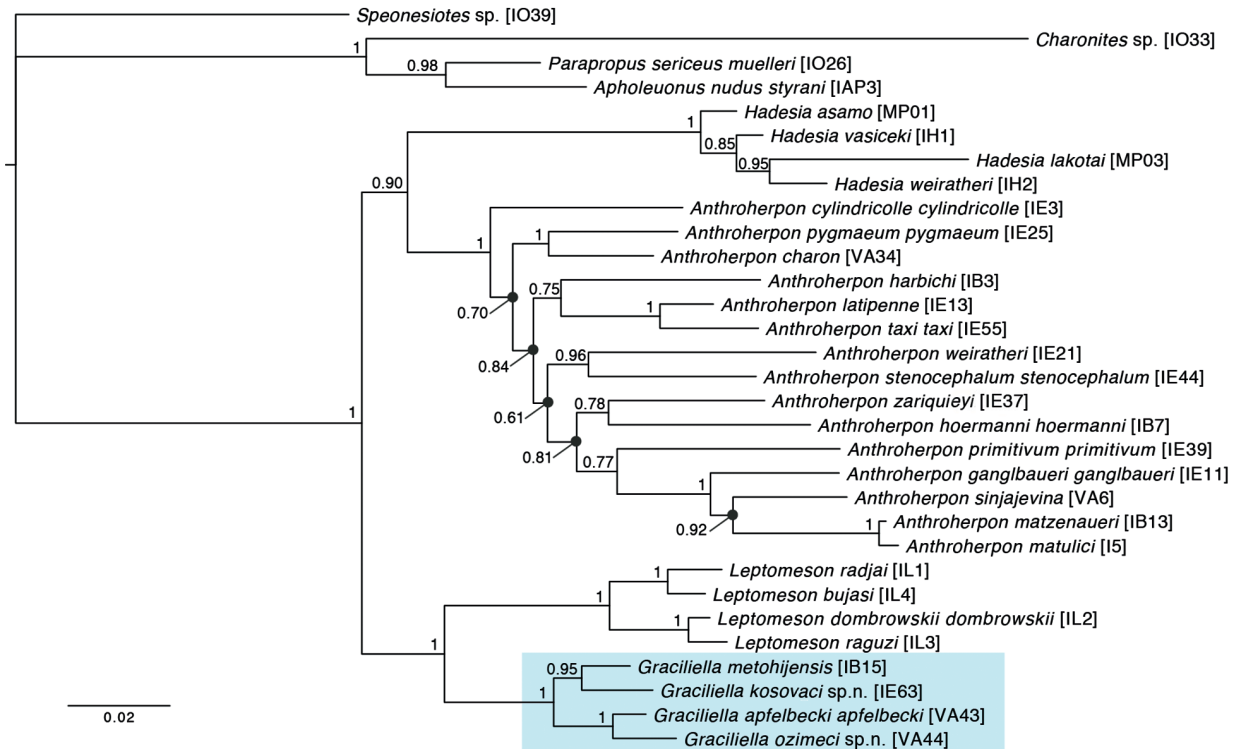 Speonesiotes sp. [IO39]
Charonites sp. [IO33]
1
0.98
Parapropus sericeus muelleri [IO26]
Apholeuonus nudus styrani [IAP3]
Hadesia asamo [MP01]
1
Hadesia vasiceki [IH1]
0.85
Hadesia lakotai [MP03]
0.95
Hadesia weiratheri [IH2]
0.90
Anthroherpon cylindricolle cylindricolle [IE3]
1
Anthroherpon pygmaeum pygmaeum [IE25]
1
Anthroherpon charon [VA34]
Anthroherpon harbichi [IB3]
0.75
0.70
Anthroherpon latipenne [IE13]
1
Anthroherpon taxi taxi [IE55]
Anthroherpon weiratheri [IE21]
0.96
0.84
Anthroherpon stenocephalum stenocephalum [IE44]
Anthroherpon zariquieyi [IE37]
0.78
1
0.61
Anthroherpon hoermanni hoermanni [IB7]
Anthroherpon primitivum primitivum [IE39]
0.81
0.77
Anthroherpon ganglbaueri ganglbaueri [IE11]
1
Anthroherpon sinjajevina [VA6]
Anthroherpon matzenaueri [IB13]
1
0.92
Anthroherpon matulici [I5]
Leptomeson radjai [IL1]
1
Leptomeson bujasi [IL4]
1
Leptomeson dombrowskii dombrowskii [IL2]
1
Leptomeson raguzi [IL3]
1
Graciliella metohijensis [IB15]
0.95
Graciliella kosovaci sp.n. [IE63]
1
Graciliella apfelbecki apfelbecki [VA43]
1
Graciliella ozimeci sp.n. [VA44]
0.02